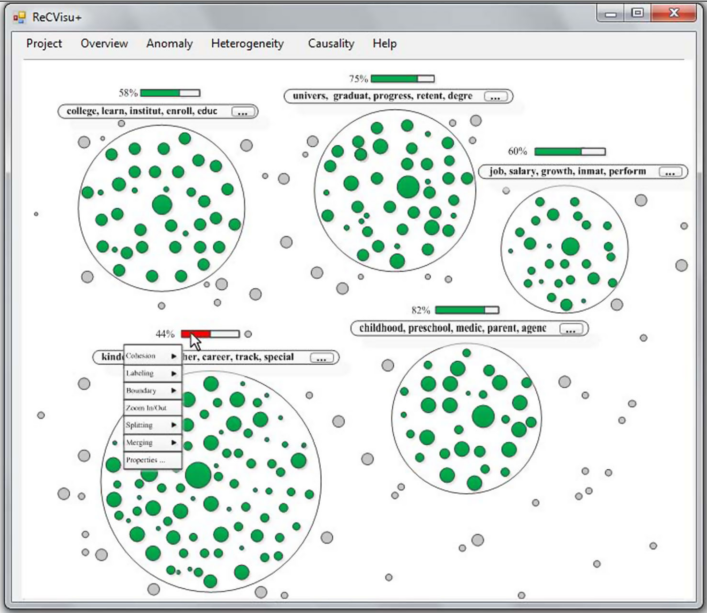 ReCVisu+
Project Overview Anomaly Heterogeneity Causality Help
58%
college, learn, institut, enroll, educ ...
75%
univers, graduat, progress, retent, degre ...
60%
job, salary, growth, inmat, perform ...
82%
childhood, preschool, medic, parent, agenc ...
44%
kinde her, career, track, special ...
Cohesion
Labeling
Boundary
Zoom In/Out
Splitting
Merging
Properties ...